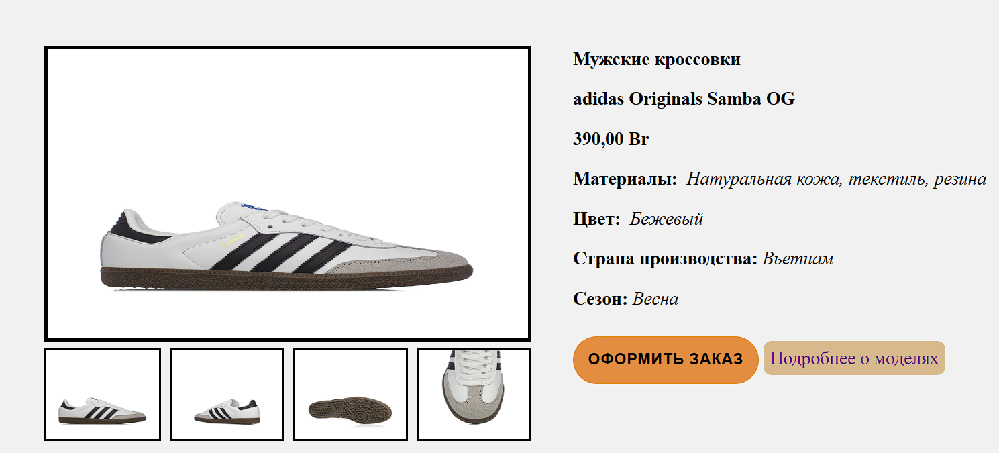 Мужские кроссовки
adidas Originals Samba OG
390,00 Br
Материалы: Натуральная кожа, текстиль, резина
Цвет: Бежевый
Страна производства: Вьетнам
Сезон: Весна
ОФОРМИТЬ ЗАКАЗ
Подробнее о моделях